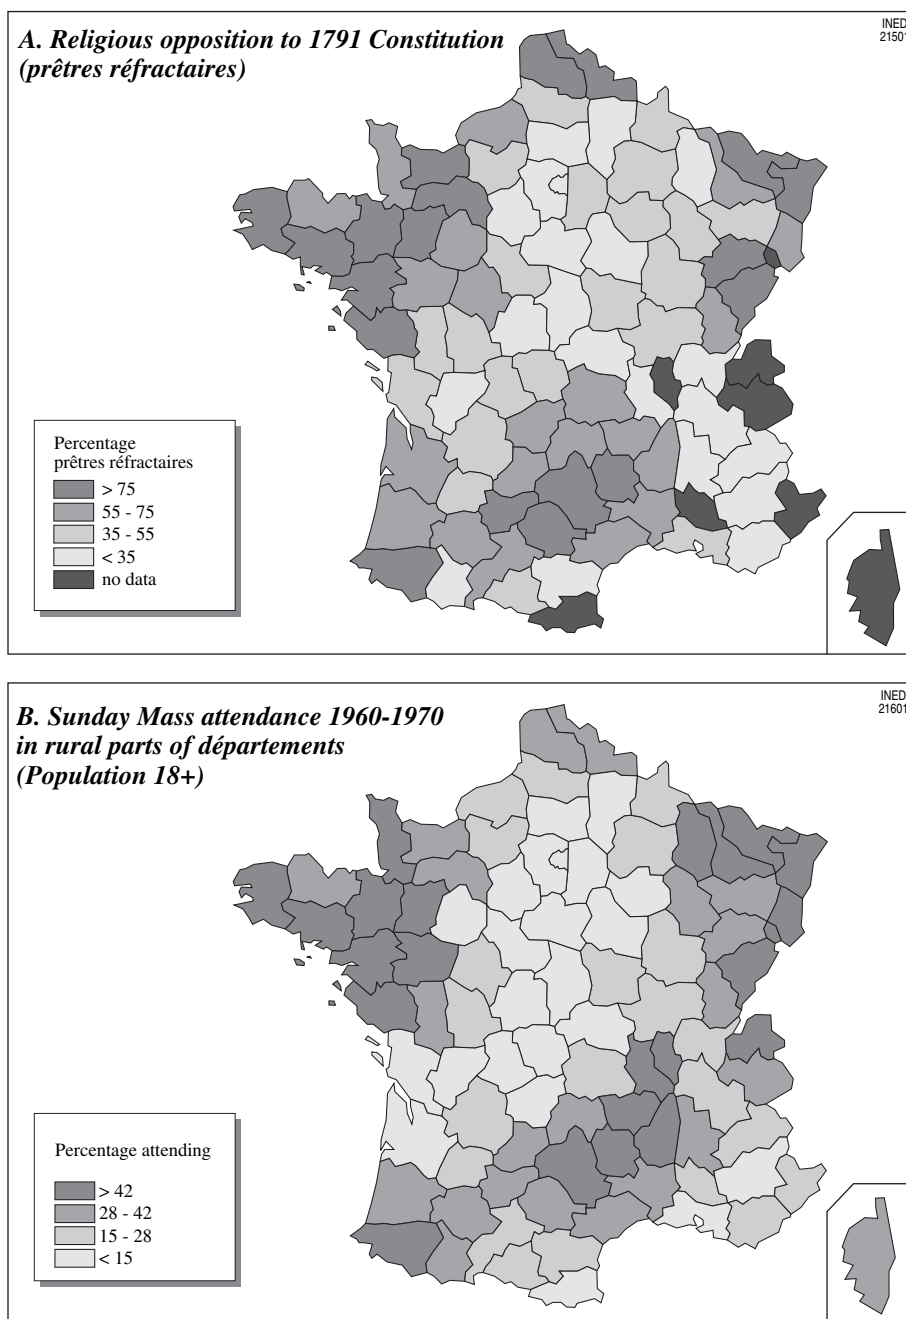 A. Religious opposition to 1791 Constitution
(prêtres réfractaires)
INED
21501
Percentage
prêtres réfractaires
> 75
55 - 75
35 - 55
< 35
no data
B. Sunday Mass attendance 1960-1970
in rural parts of départements
(Population 18+)
INED
21601
Percentage attending
> 42
28 - 42
15 - 28
< 15